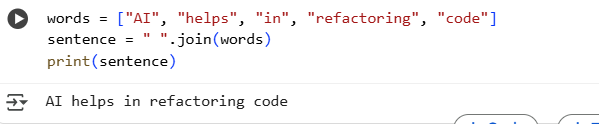 words = ["AI", "helps", "in", "refactoring", "code"]
sentence = " ".join(words)
print(sentence)
AI helps in refactoring code